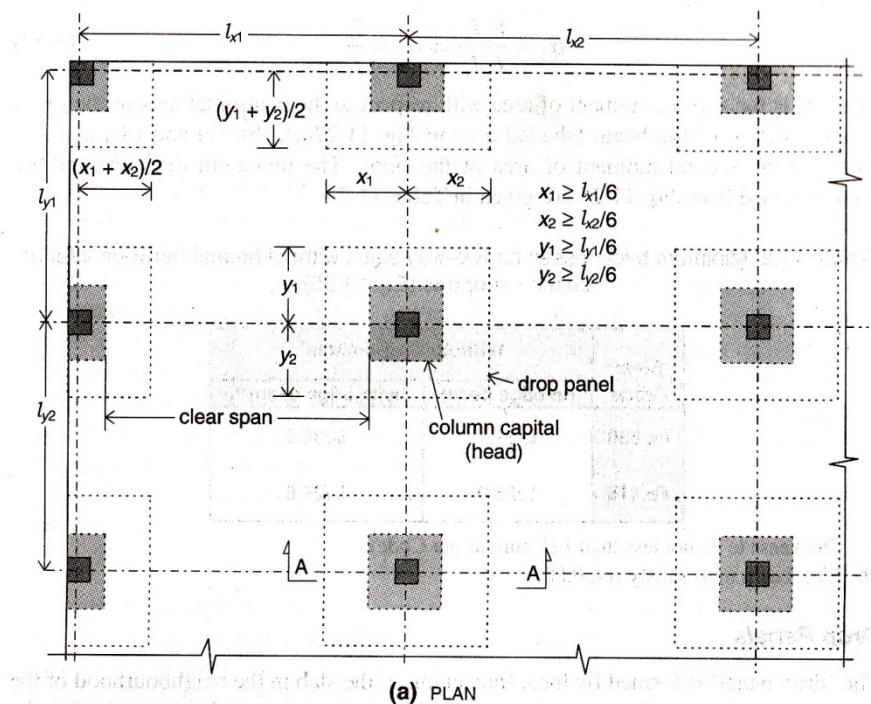 l_x1
l_x2
(y₁ + y₂)/2
l_y1
(x₁ + x₂)/2
x₁
x₂
x₁ ≥ l_x1/6
x₂ ≥ l_x2/6
y₁ ≥ l_y1/6
y₂ ≥ l_y2/6
y₁
y₂
drop panel
l_y2
clear span
column capital
(head)
A
A
(a) PLAN